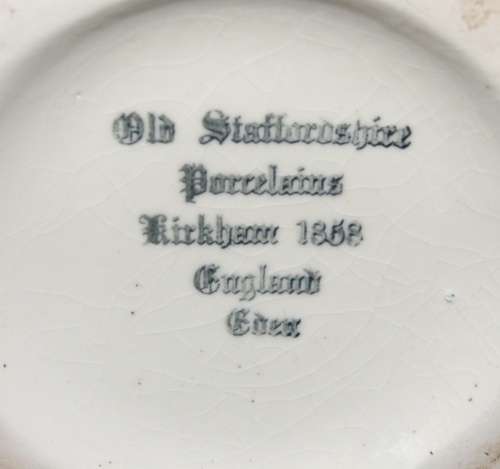 Old Staffordshire
Porcelains
Kirkham 1858
England
Eden